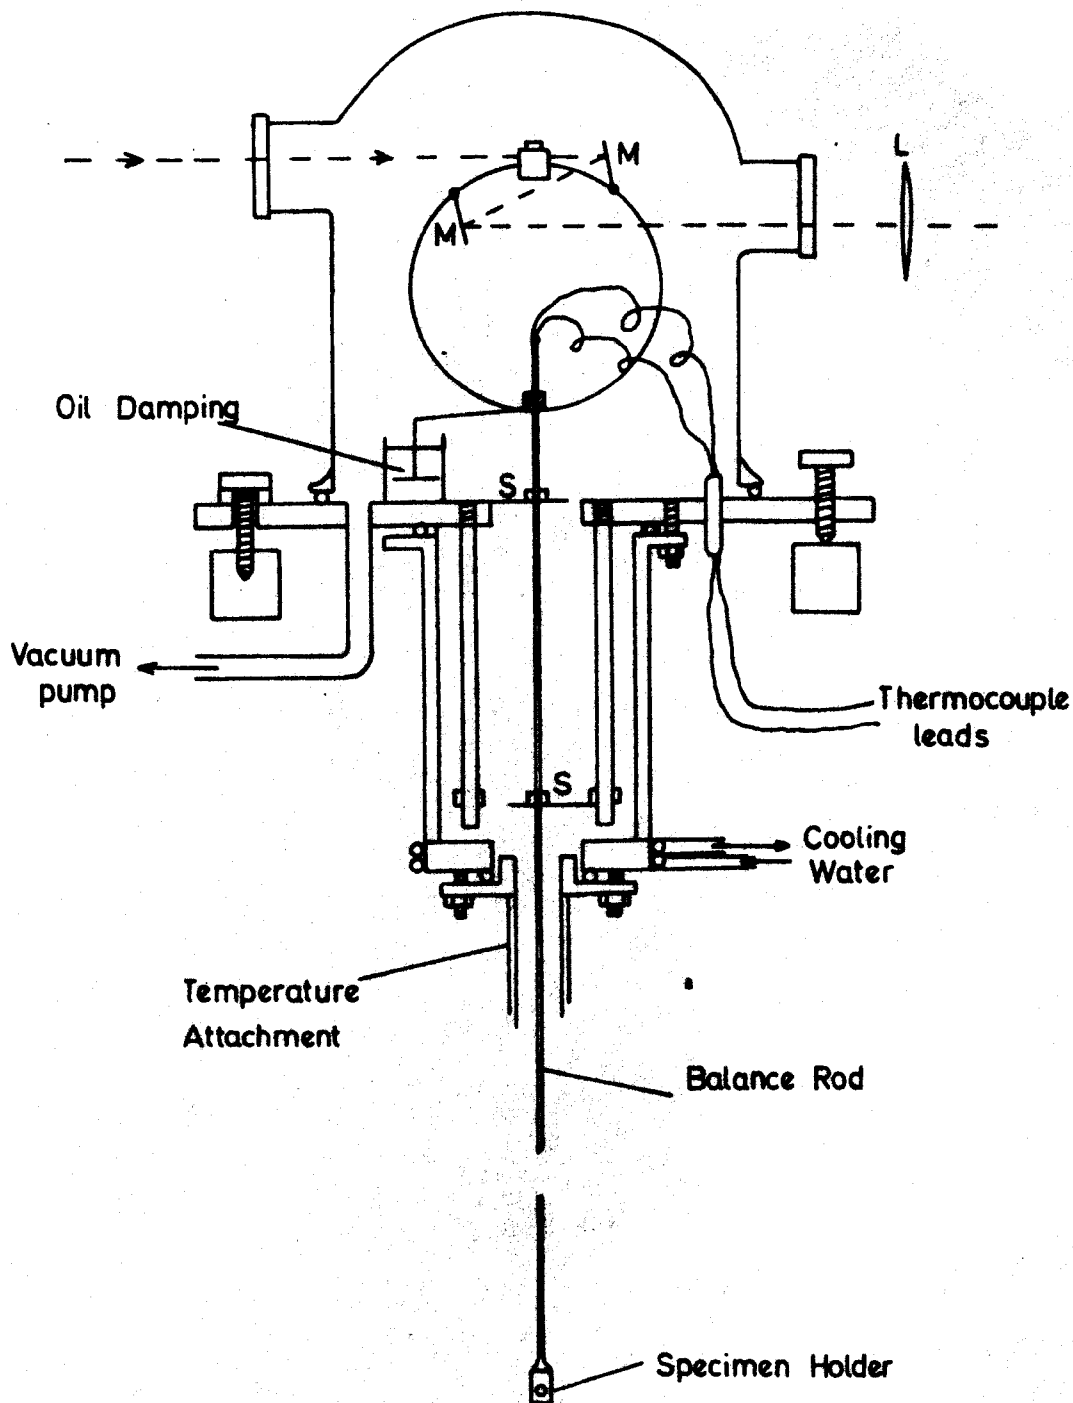 L
M
M
Oil Damping
S
Vacuum
pump
Thermocouple
leads
S
Cooling
Water
Temperature
Attachment
Balance Rod
Specimen Holder